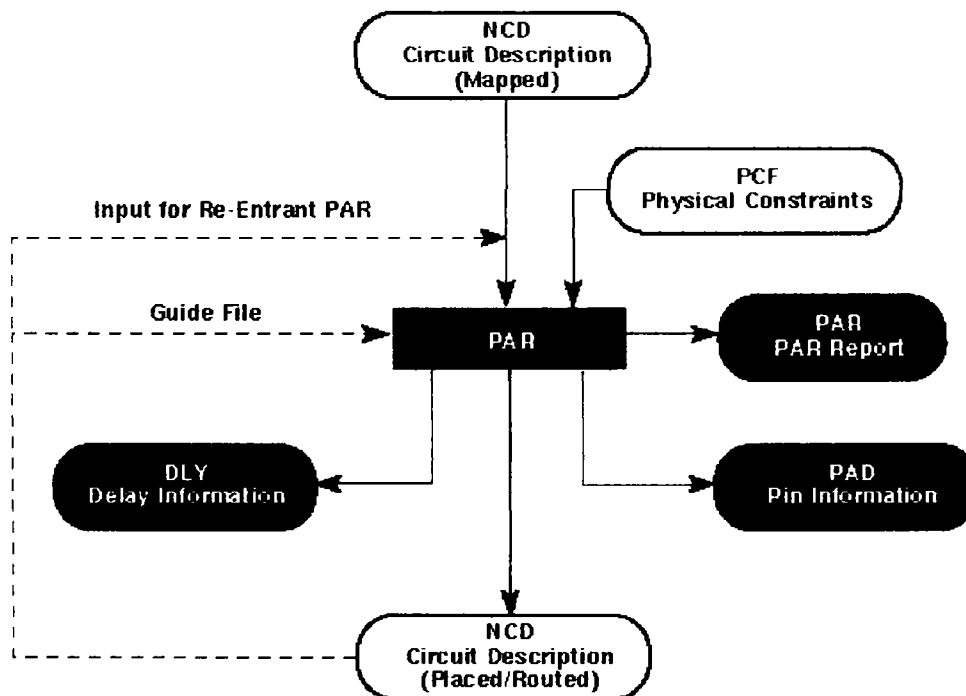 NCD
Circuit Description
(Mapped)
PCF
Physical Constraints
Input for Re-Entrant PAR
Guide File
PAR
PAR
PAR Report
DLY
Delay Information
PAD
Pin Information
NCD
Circuit Description
(Placed/Routed)